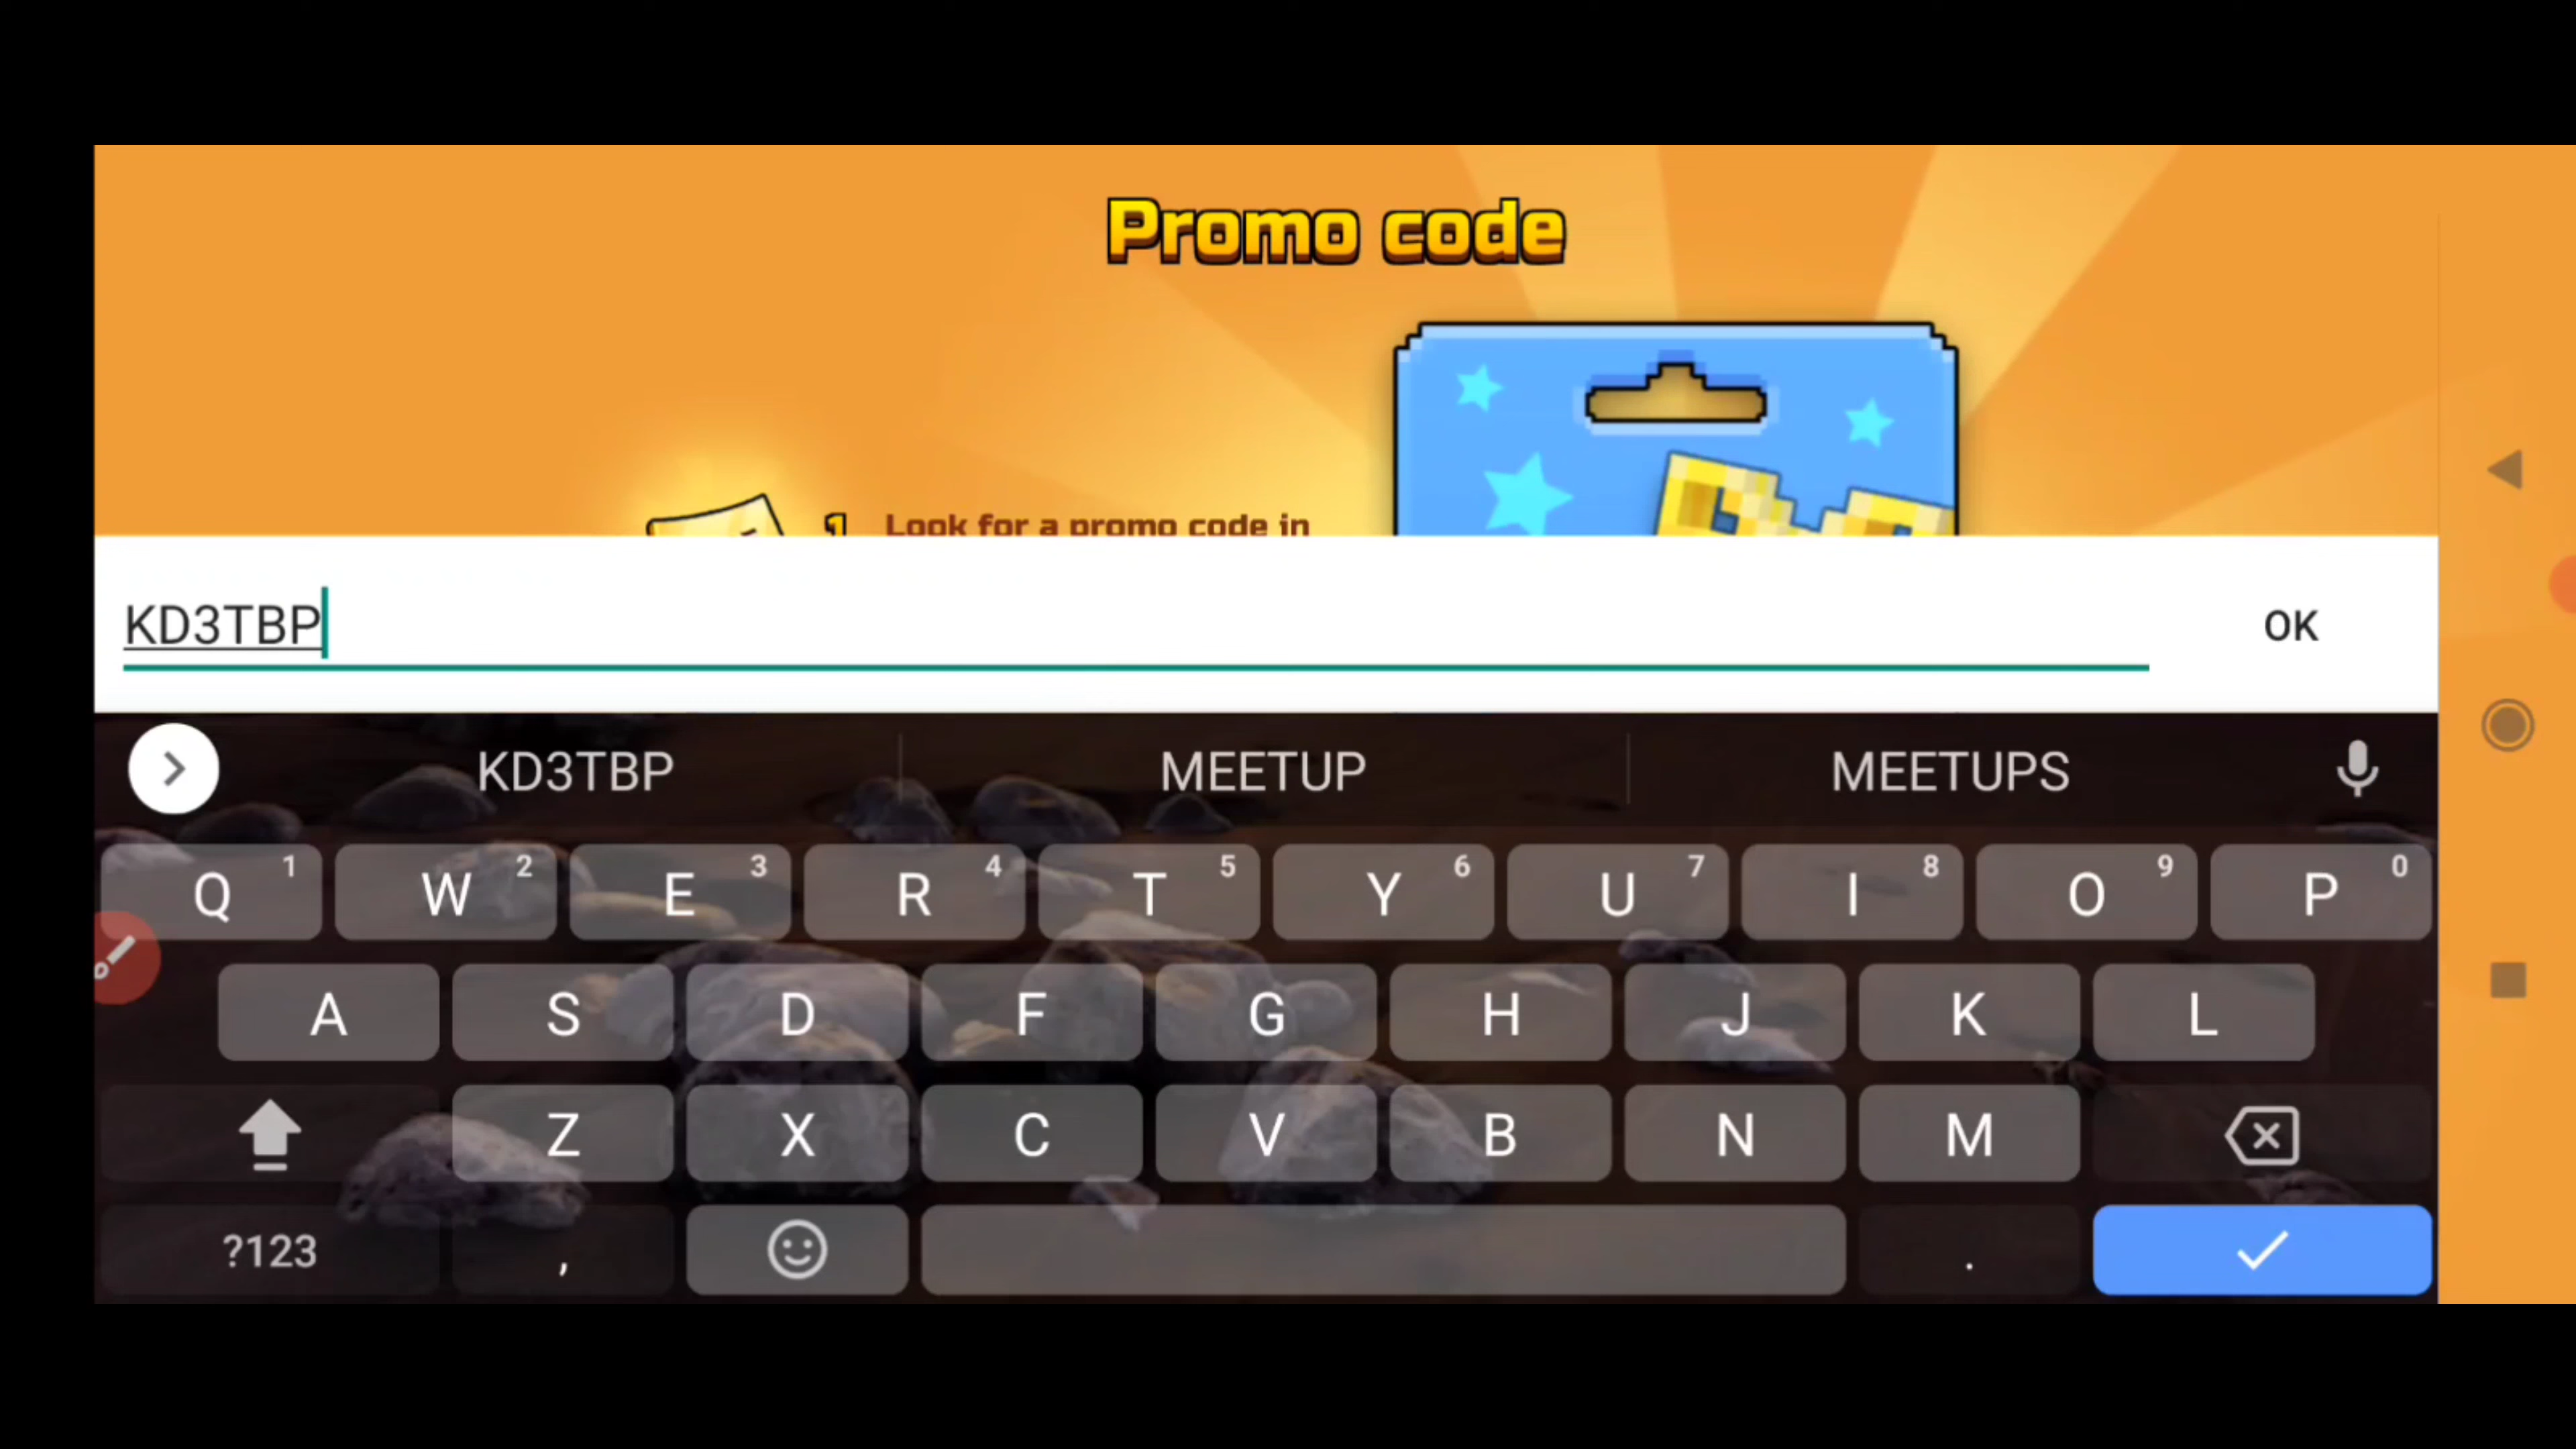 Promo code
1 Look for a promo code in
KD3TBP
OK
KD3TBP MEETUP MEETUPS
Q 1 W 2 E 3 R 4 T 5 Y 6 U 7 I 8 O 9 P 0
A S D F G H J K L
Z X C V B N M
?123 , .